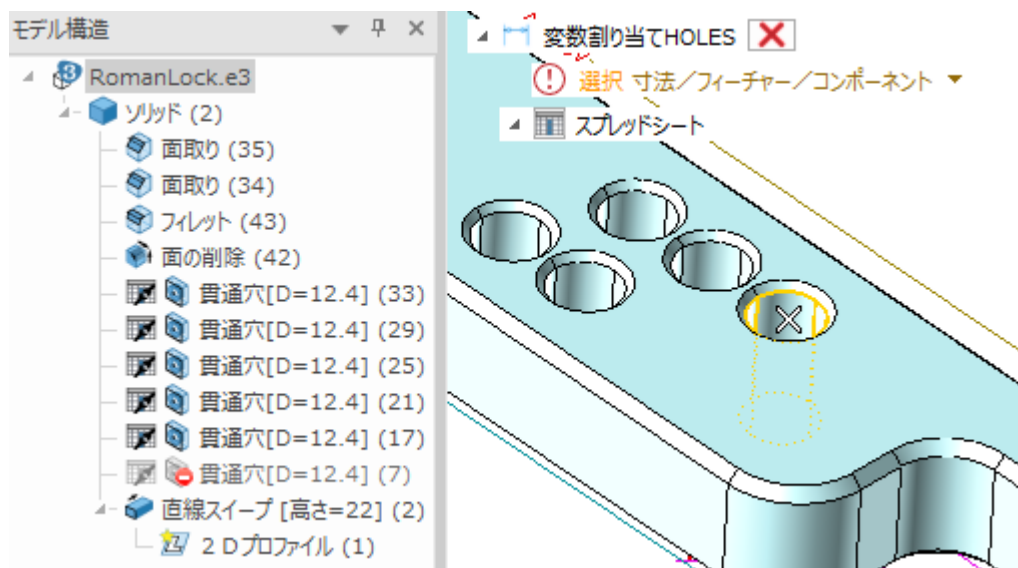 モデル構造
RomanLock.e3
ソリッド (2)
面取り (35)
面取り (34)
フィレット (43)
面の削除 (42)
貫通穴[D=12.4] (33)
貫通穴[D=12.4] (29)
貫通穴[D=12.4] (25)
貫通穴[D=12.4] (21)
貫通穴[D=12.4] (17)
貫通穴[D=12.4] (7)
直線スイープ [高さ=22] (2)
2 Dプロファイル (1)
変数割り当てHOLES
選択 寸法/フィーチャー/コンポーネント
スプレッドシート